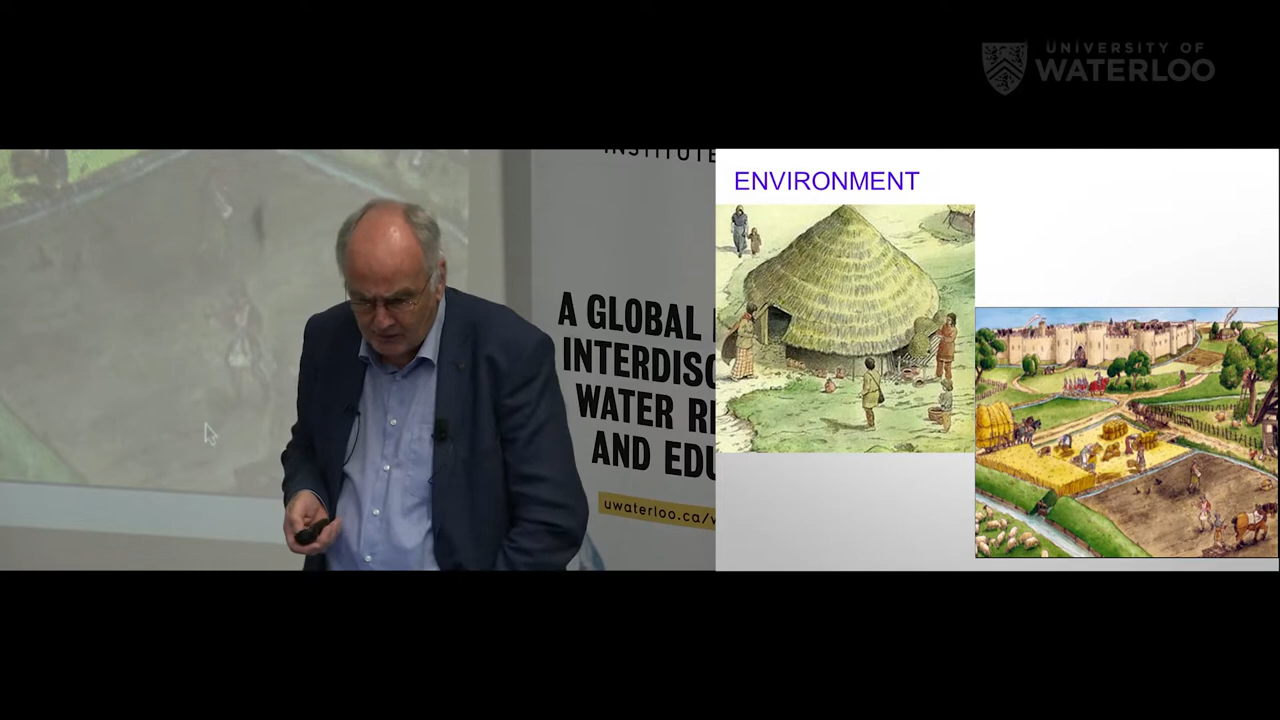 UNIVERSITY OF
WATERLOO
INSTITUTE
A GLOBAL
INTERDISC
WATER R
AND EDU
uwaterloo.ca/
ENVIRONMENT